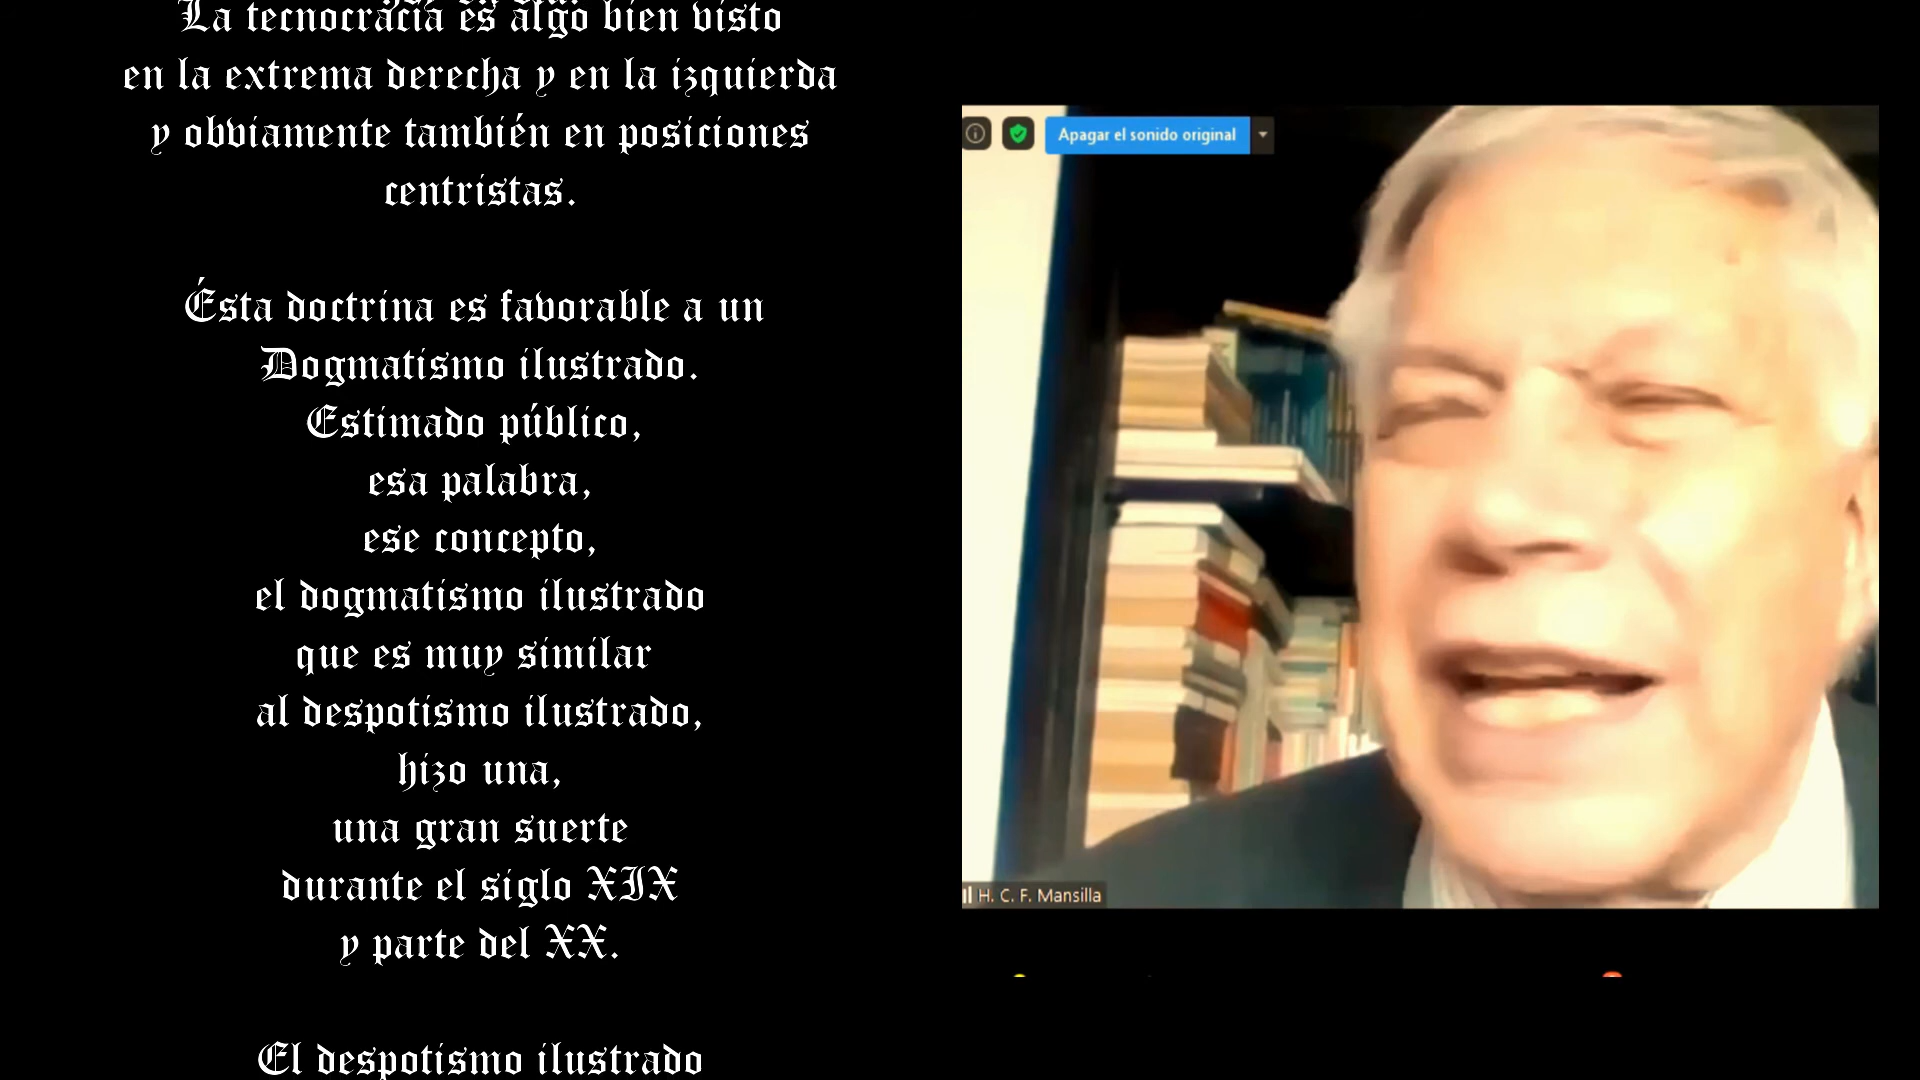 La tecnocracia es algo bien visto
en la extrema derecha y en la izquierda
y obviamente también en posiciones
centristas.
Ésta doctrina es favorable a un
Dogmatismo ilustrado.
Estimado público,
esa palabra,
ese concepto,
el dogmatismo ilustrado
que es muy similar
al despotismo ilustrado,
hizo una,
una gran suerte
durante el siglo XIX
y parte del XX.
El despotismo ilustrado
Apagar el sonido original
H. C. F. Mansilla